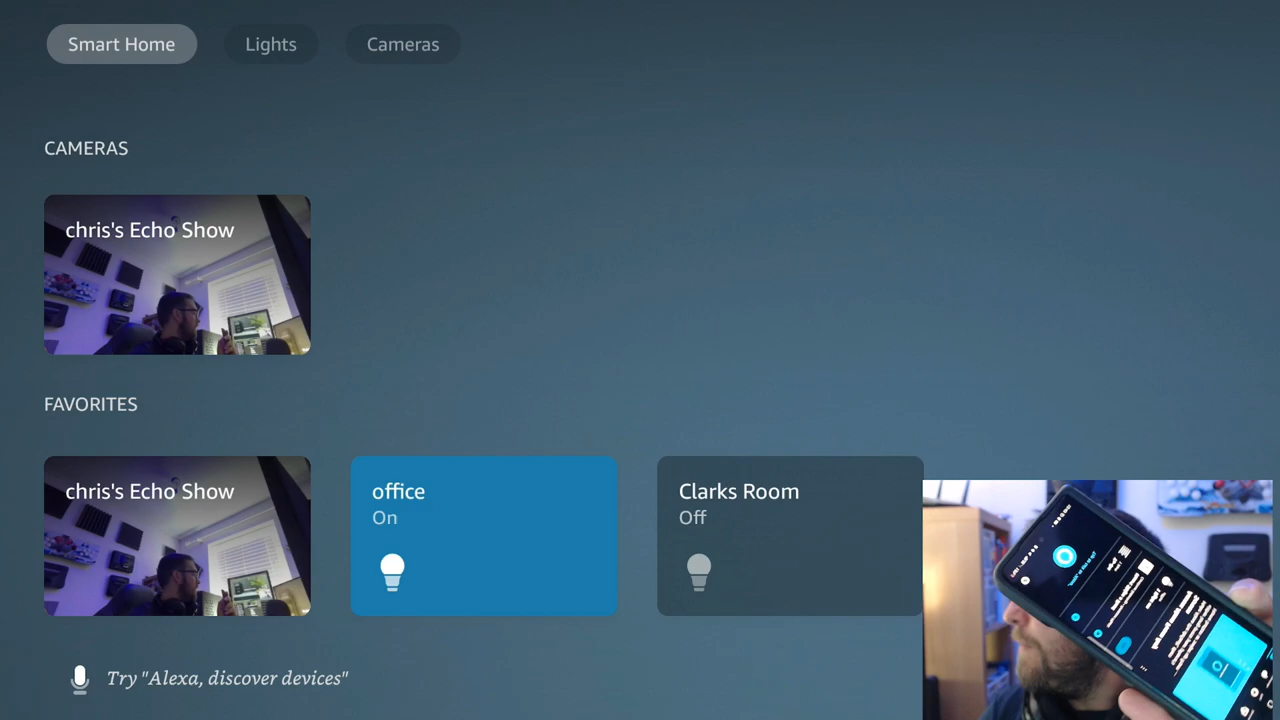 Smart Home
Lights
Cameras
CAMERAS
chris's Echo Show
FAVORITES
chris's Echo Show
office
On
Clarks Room
Off
Try "Alexa, discover devices"